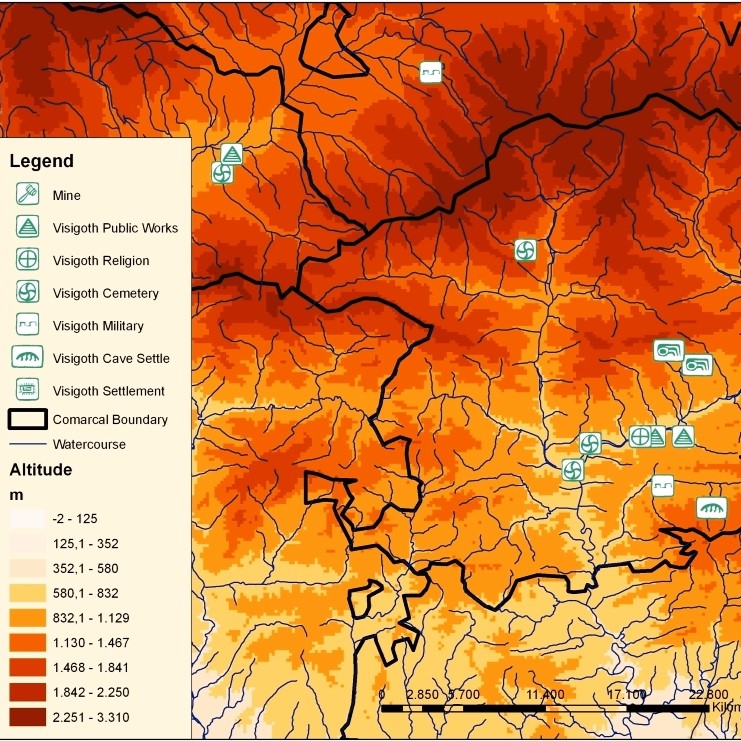 V
Legend
Mine
Visigoth Public Works
Visigoth Religion
Visigoth Cemetery
Visigoth Military
Visigoth Cave Settle
Visigoth Settlement
Comarcal Boundary
Watercourse
Altitude
m
-2 - 125
125,1 - 352
352,1 - 580
580,1 - 832
832,1 - 1.129
1.130 - 1.467
1.468 - 1.841
1.842 - 2.250
2.251 - 3.310
0 2.850 5.700 11.400 17.100 22.800
Kilom